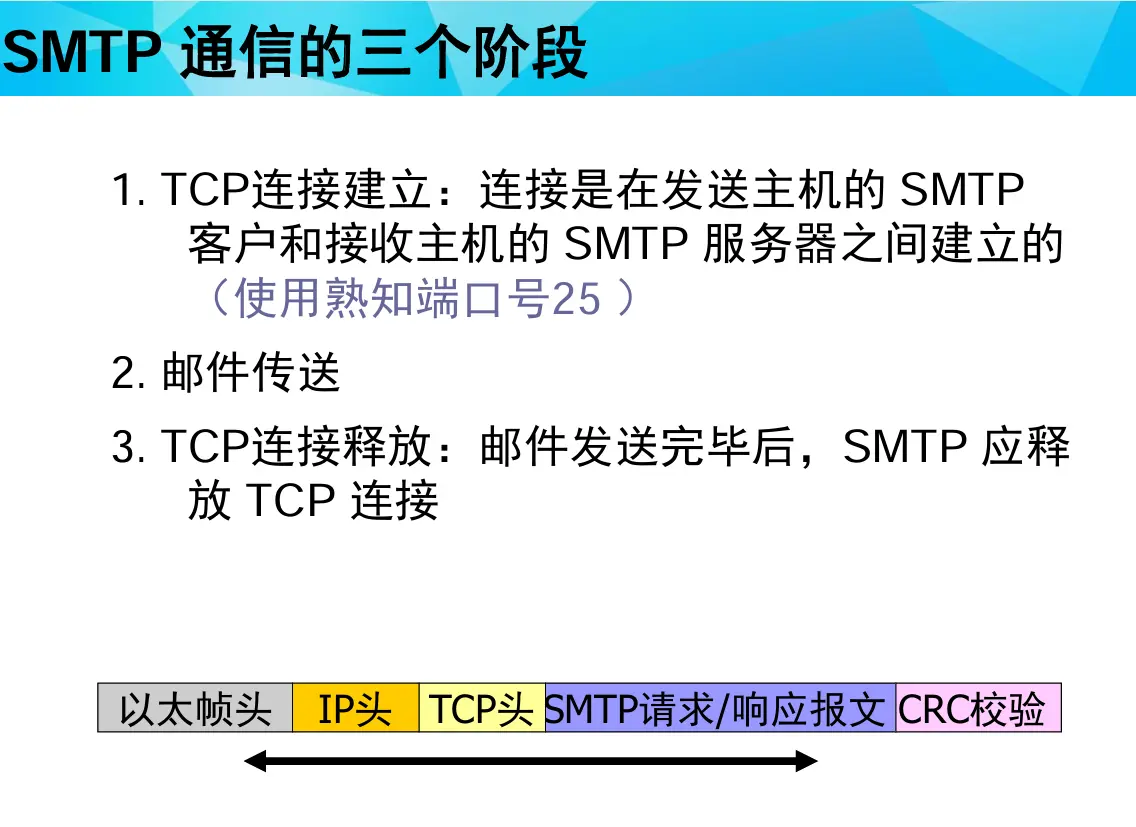 SMTP 通信的三个阶段
1. TCP连接建立：连接是在发送主机的 SMTP
客户和接收主机的 SMTP 服务器之间建立的
（使用熟知端口号25 ）
2. 邮件传送
3. TCP连接释放：邮件发送完毕后，SMTP 应释
放 TCP 连接
以太帧头 IP头 TCP头 SMTP请求/响应报文 CRC校验